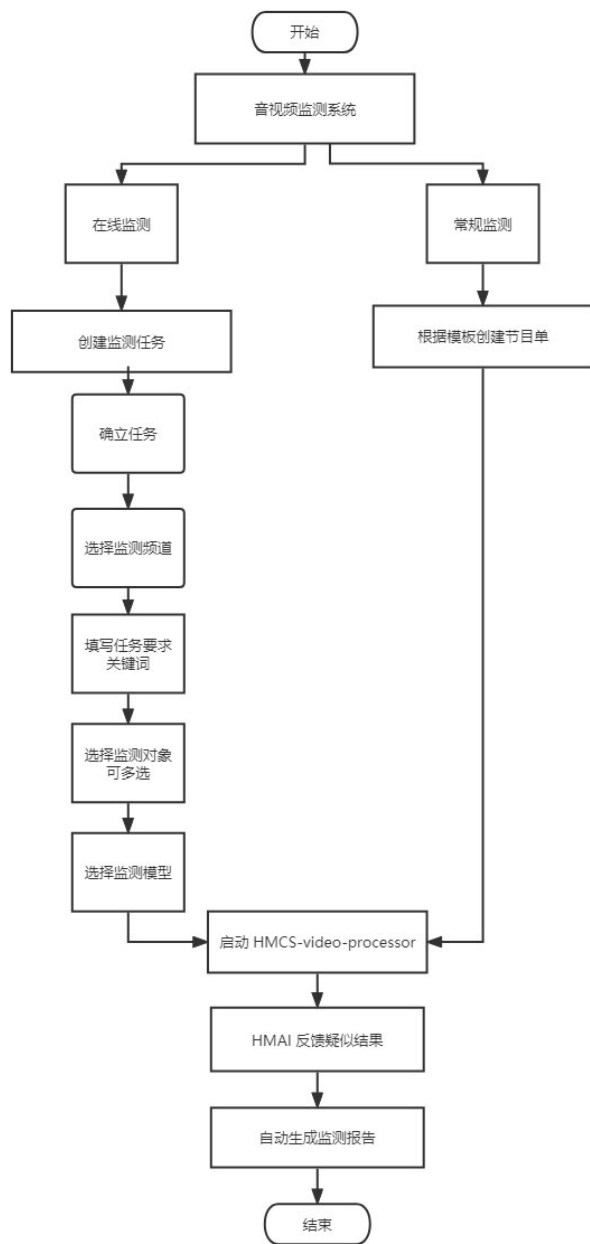 开始
音视频监测系统
在线监测
常规监测
创建监测任务
根据模板创建节目单
确立任务
选择监测频道
填写任务要求
关键词
选择监测对象
可多选
选择监测模型
启动 HMCS-video-processor
HMAI 反馈疑似结果
自动生成监测报告
结束